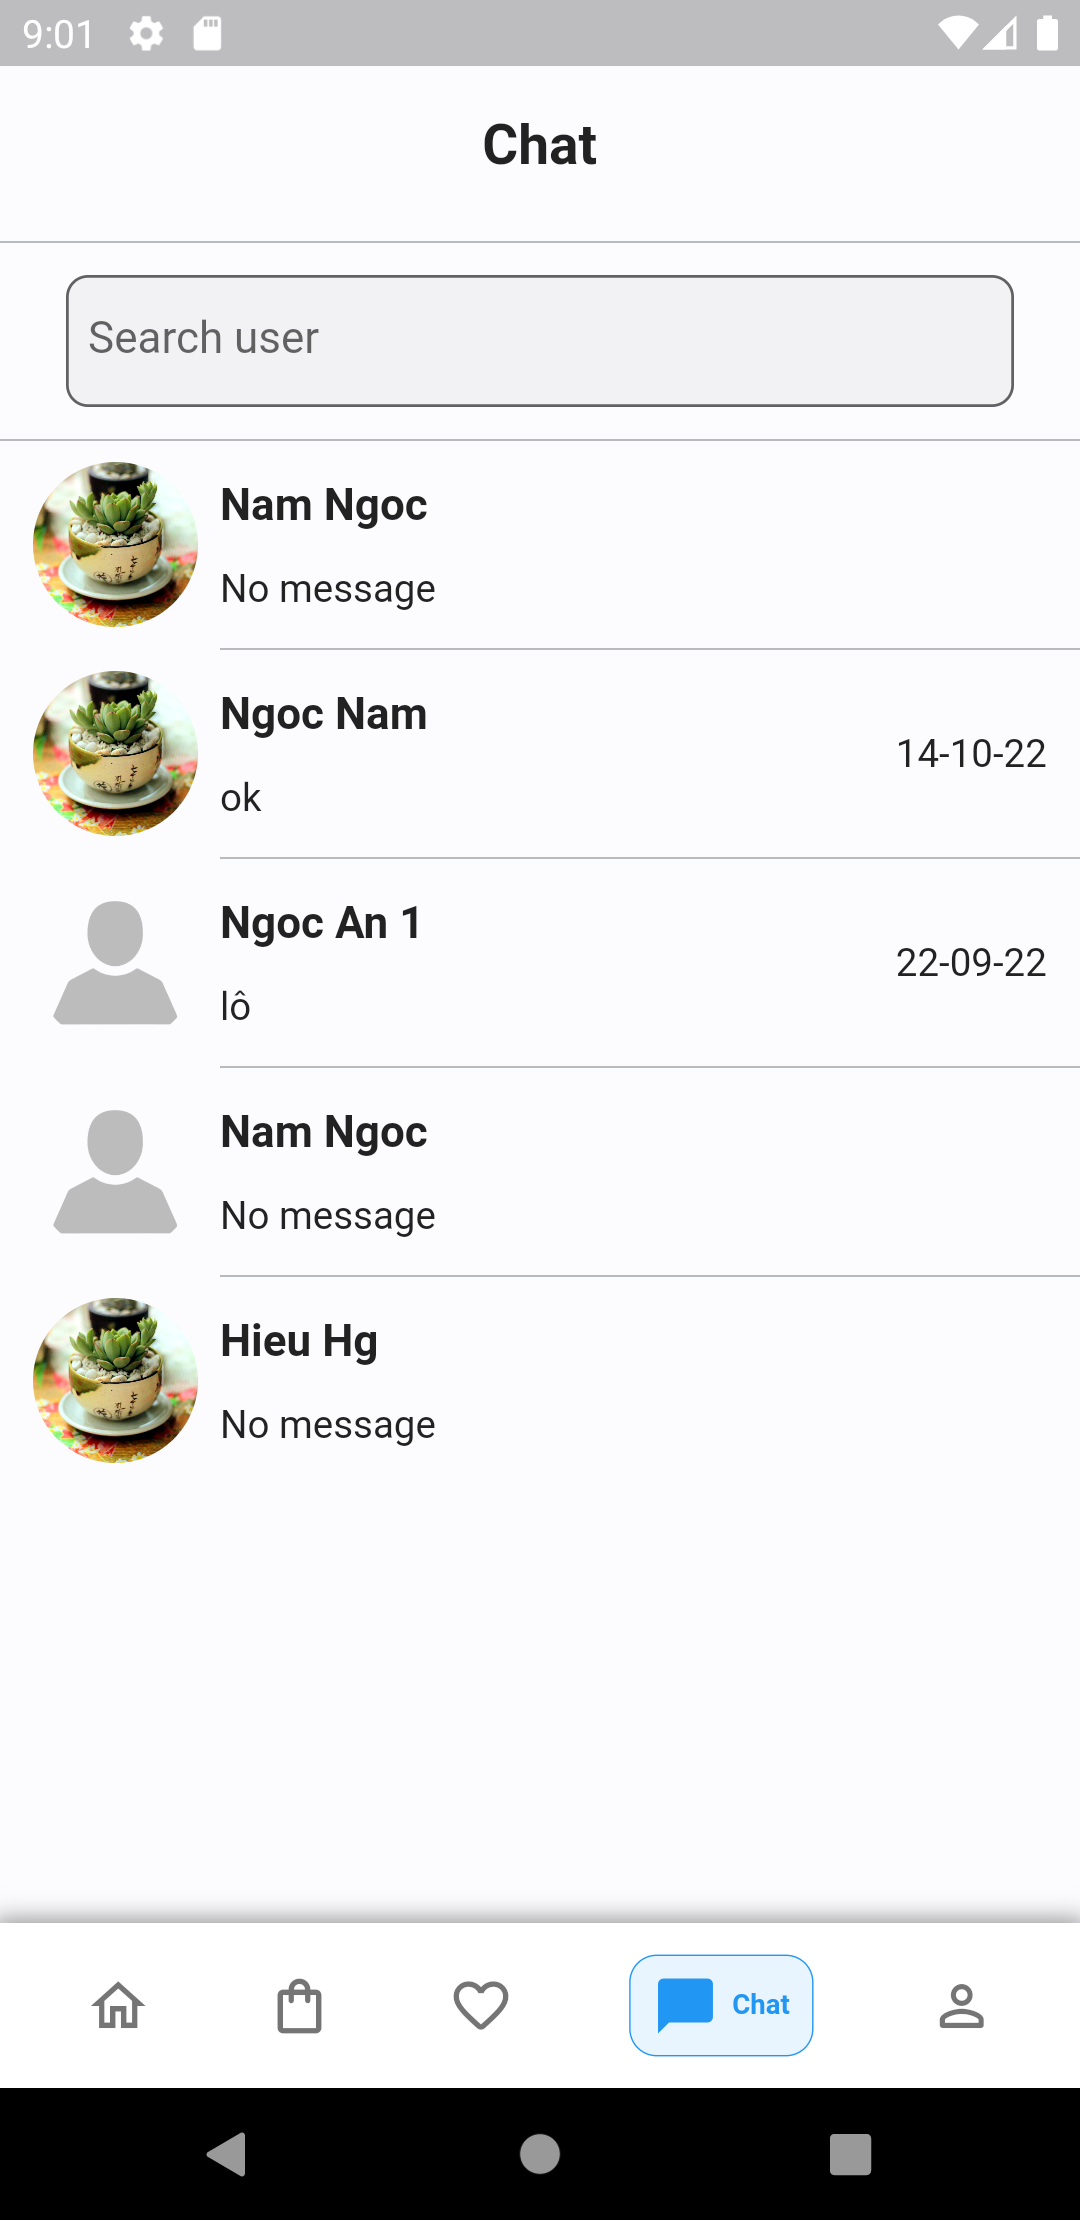 9:01
Chat
Search user
Nam Ngoc
No message
Ngoc Nam
14-10-22
ok
Ngoc An 1
22-09-22
lô
Nam Ngoc
No message
Hieu Hg
No message
Chat